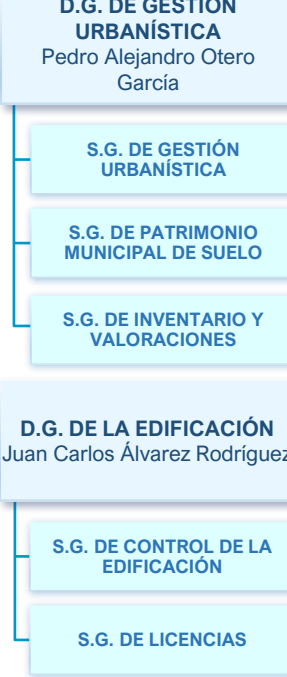 D.G. DE GESTIÓN
URBANÍSTICA
Pedro Alejandro Otero
García
S.G. DE GESTIÓN
URBANÍSTICA
S.G. DE PATRIMONIO
MUNICIPAL DE SUELO
S.G. DE INVENTARIO Y
VALORACIONES
D.G. DE LA EDIFICACIÓN
Juan Carlos Álvarez Rodríguez
S.G. DE CONTROL DE LA
EDIFICACIÓN
S.G. DE LICENCIAS